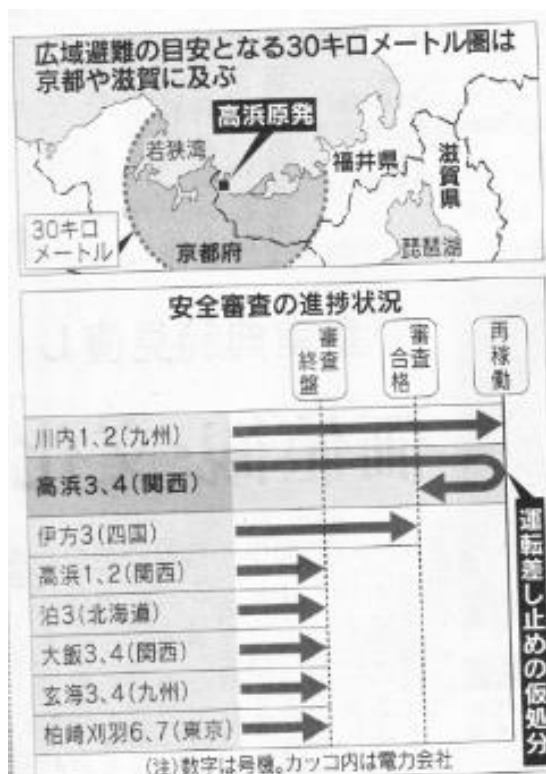 広域避難の目安となる30キロメートル圏は
京都や滋賀に及ぶ
高浜原発
若狭湾
福井県
滋賀県
30キロ
メートル
京都府
琵琶湖
安全審査の進捗状況
審査終盤
審査合格
再稼働
川内1、2(九州)
高浜3、4(関西)
伊方3(四国)
高浜1、2(関西)
泊3(北海道)
大飯3、4(関西)
玄海3、4(九州)
柏崎刈羽6、7(東京)
運転差し止めの仮処分
(注)数字は号機。カッコ内は電力会社